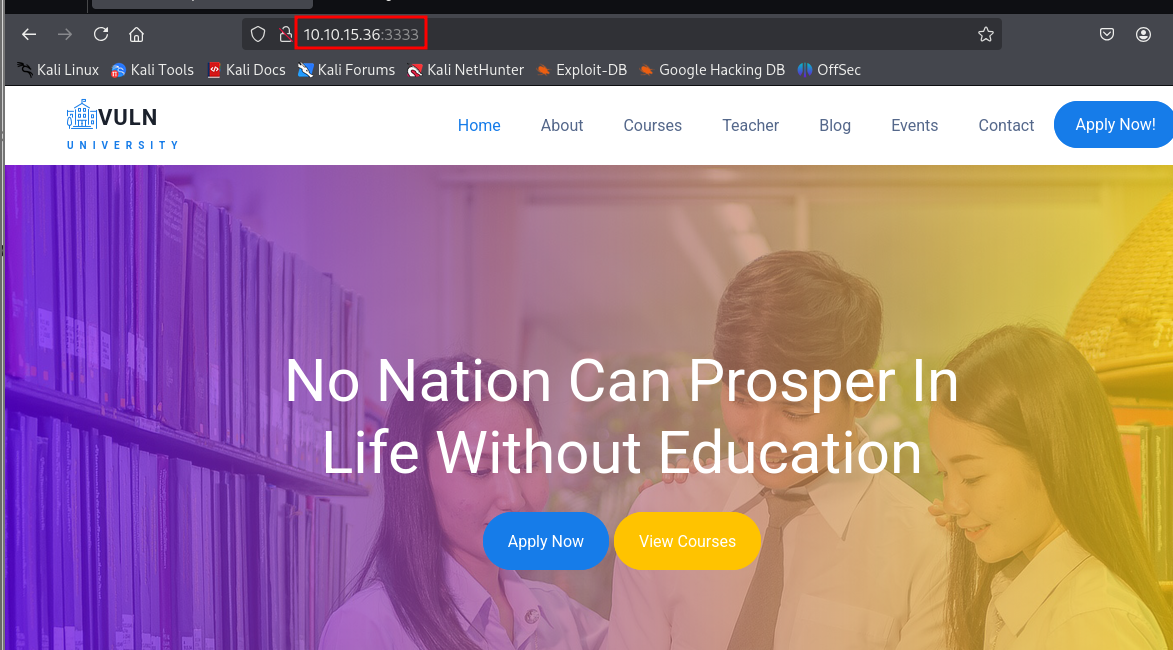 10.10.15.36:3333
Kali Linux Kali Tools Kali Docs Kali Forums Kali NetHunter Exploit-DB Google Hacking DB OffSec
VULN
UNIVERSITY
Home About Courses Teacher Blog Events Contact Apply Now!
No Nation Can Prosper In
Life Without Education
Apply Now View Courses